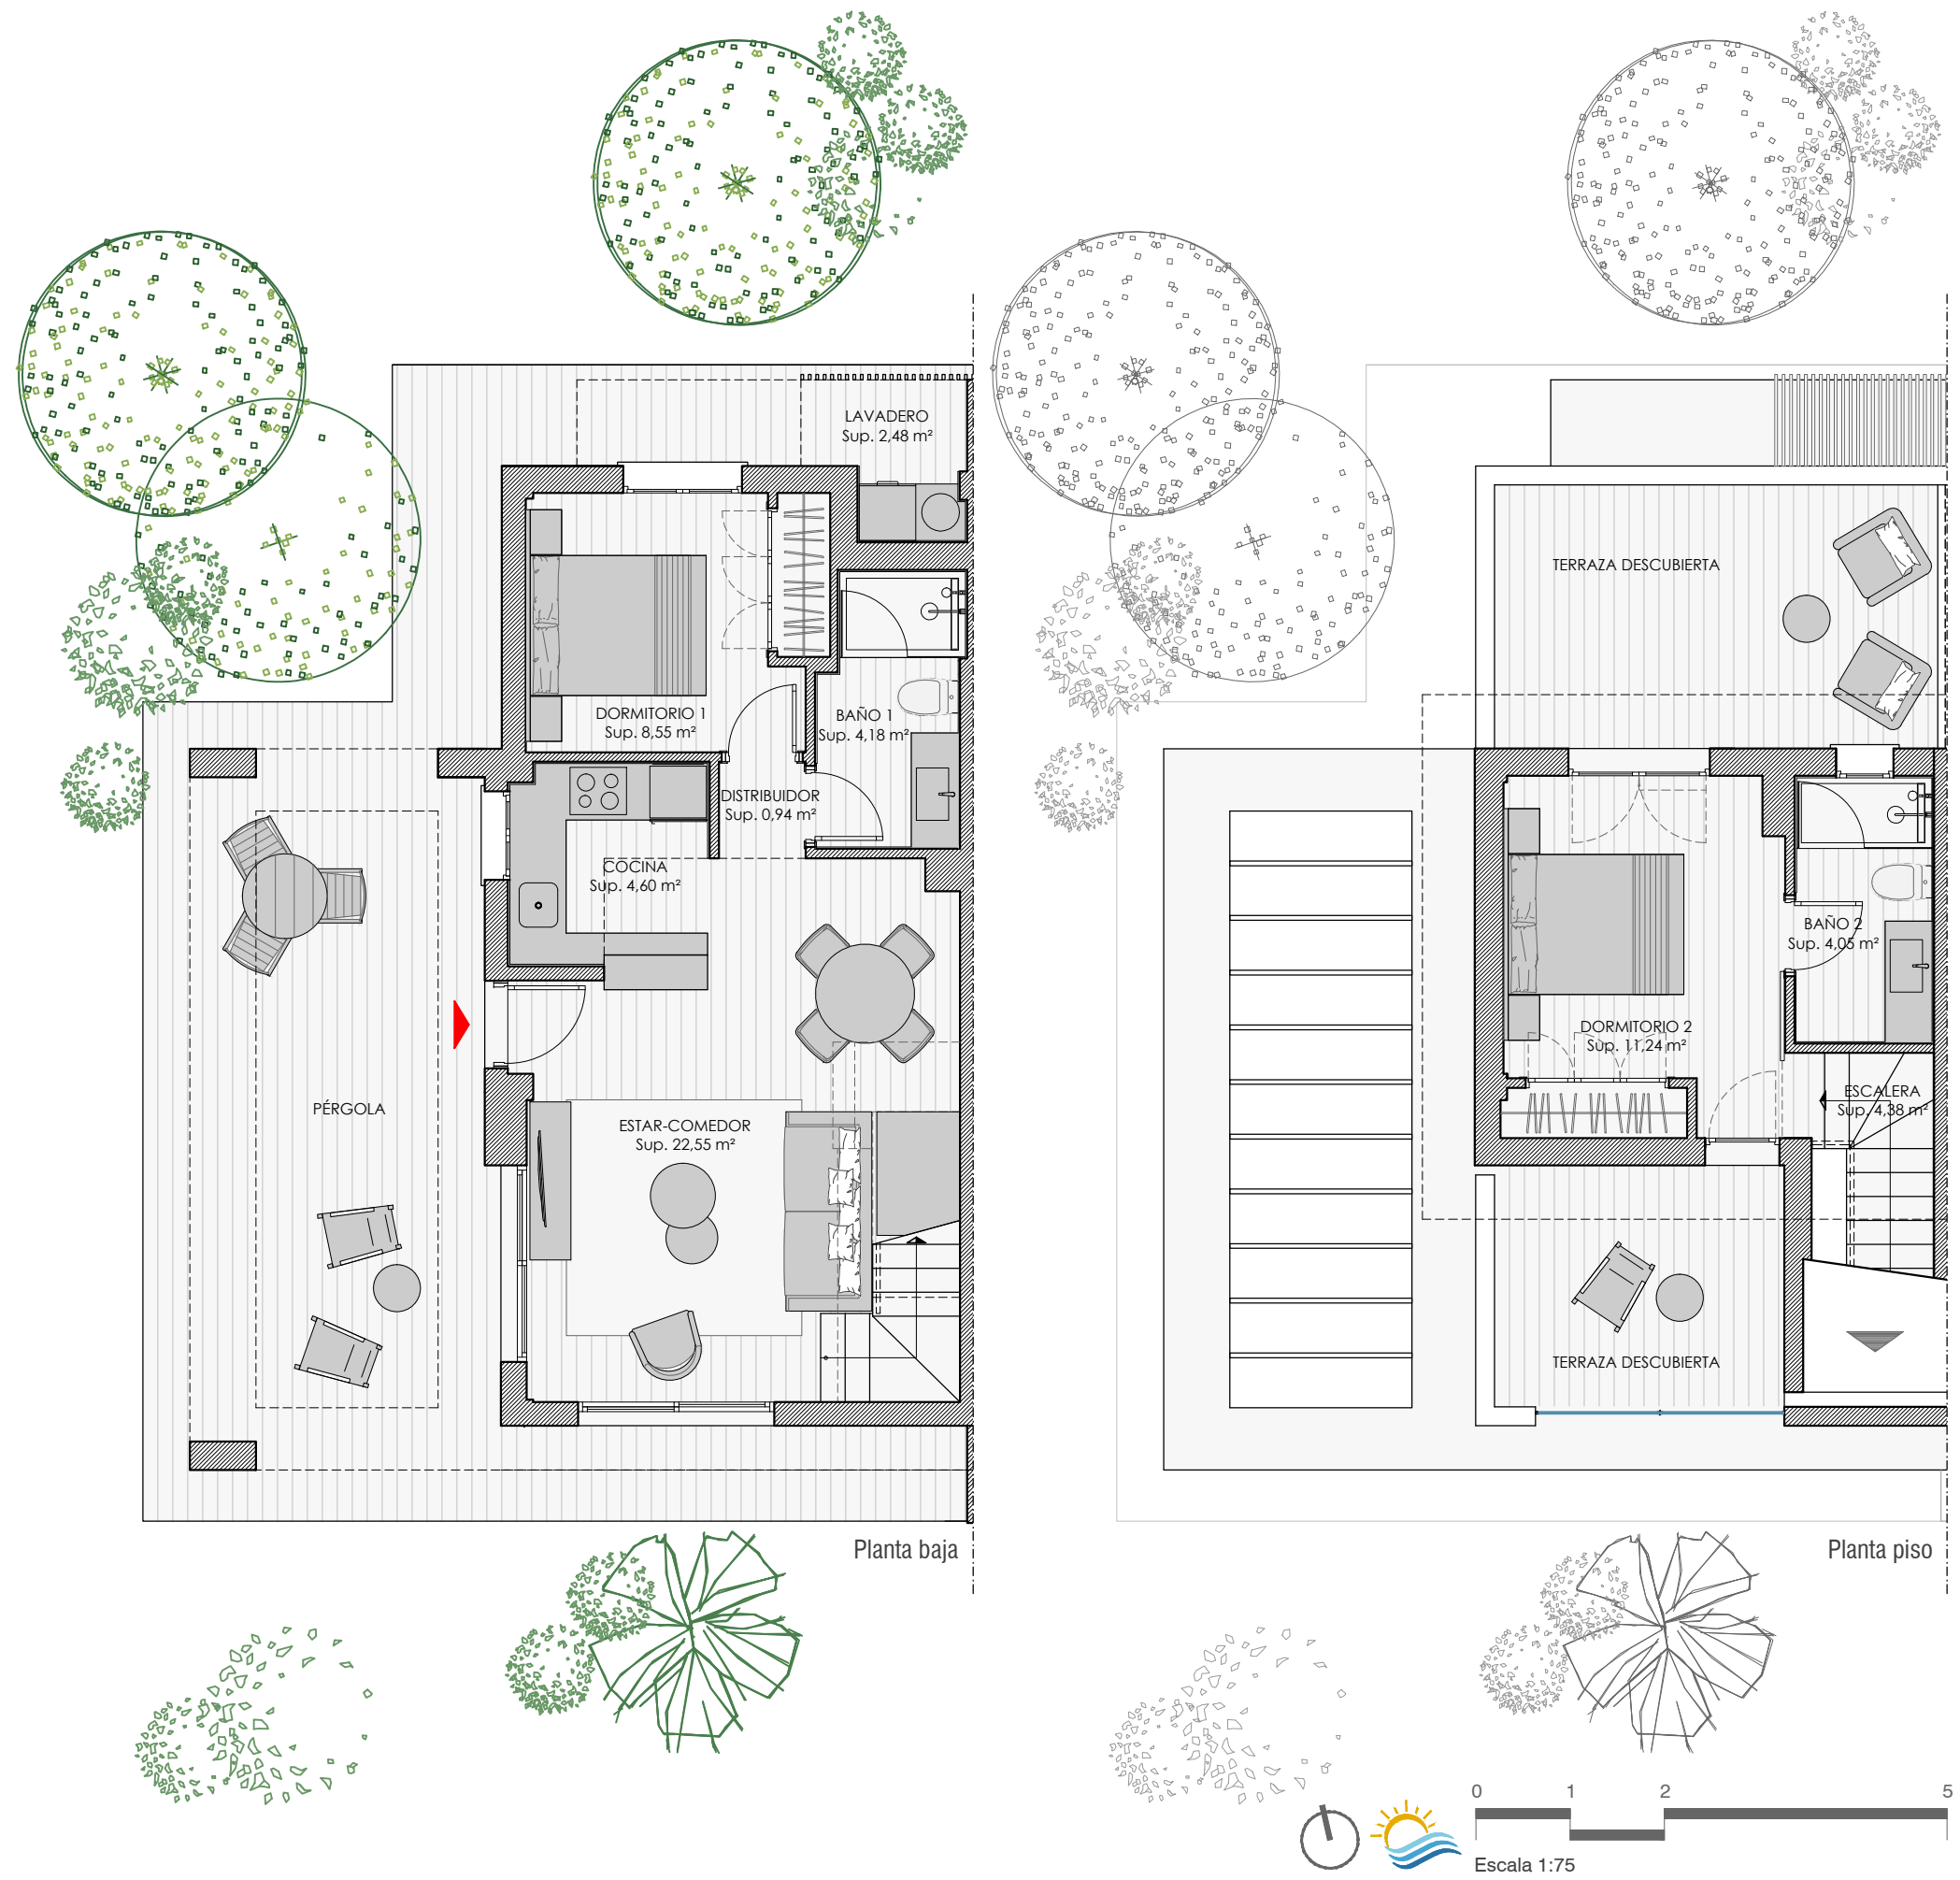 LAVADERO
Sup. 2,48 m²
DORMITORIO 1
Sup. 8,55 m²
BAÑO 1
Sup. 4,18 m²
DISTRIBUIDOR
Sup. 0,94 m²
COCINA
Sup. 4,60 m²
PÉRGOLA
ESTAR-COMEDOR
Sup. 22,55 m²
Planta baja
TERRAZA DESCUBIERTA
BAÑO 2
Sup. 4,05 m²
DORMITORIO 2
Sup. 11,24 m²
ESCALERA
Sup. 4,38 m²
TERRAZA DESCUBIERTA
Planta piso
0 1 2 5
Escala 1:75